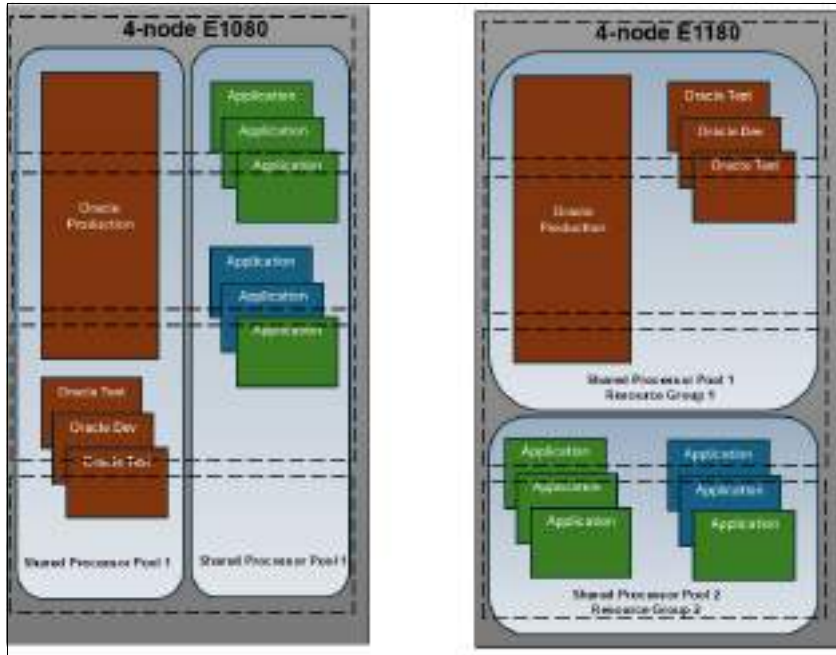 4-node E1080
Application
Application
Application
Oracle
Production
Application
Application
Application
Oracle Test
Oracle Dev
Oracle Test
Shared Processor Pool 1
Shared Processor Pool 1
4-node E1180
Oracle Test
Oracle Dev
Oracle Test
Oracle
Production
Shared Processor Pool 1
Resource Group 1
Application
Application
Application
Application
Application
Application
Shared Processor Pool 2
Resource Group 2